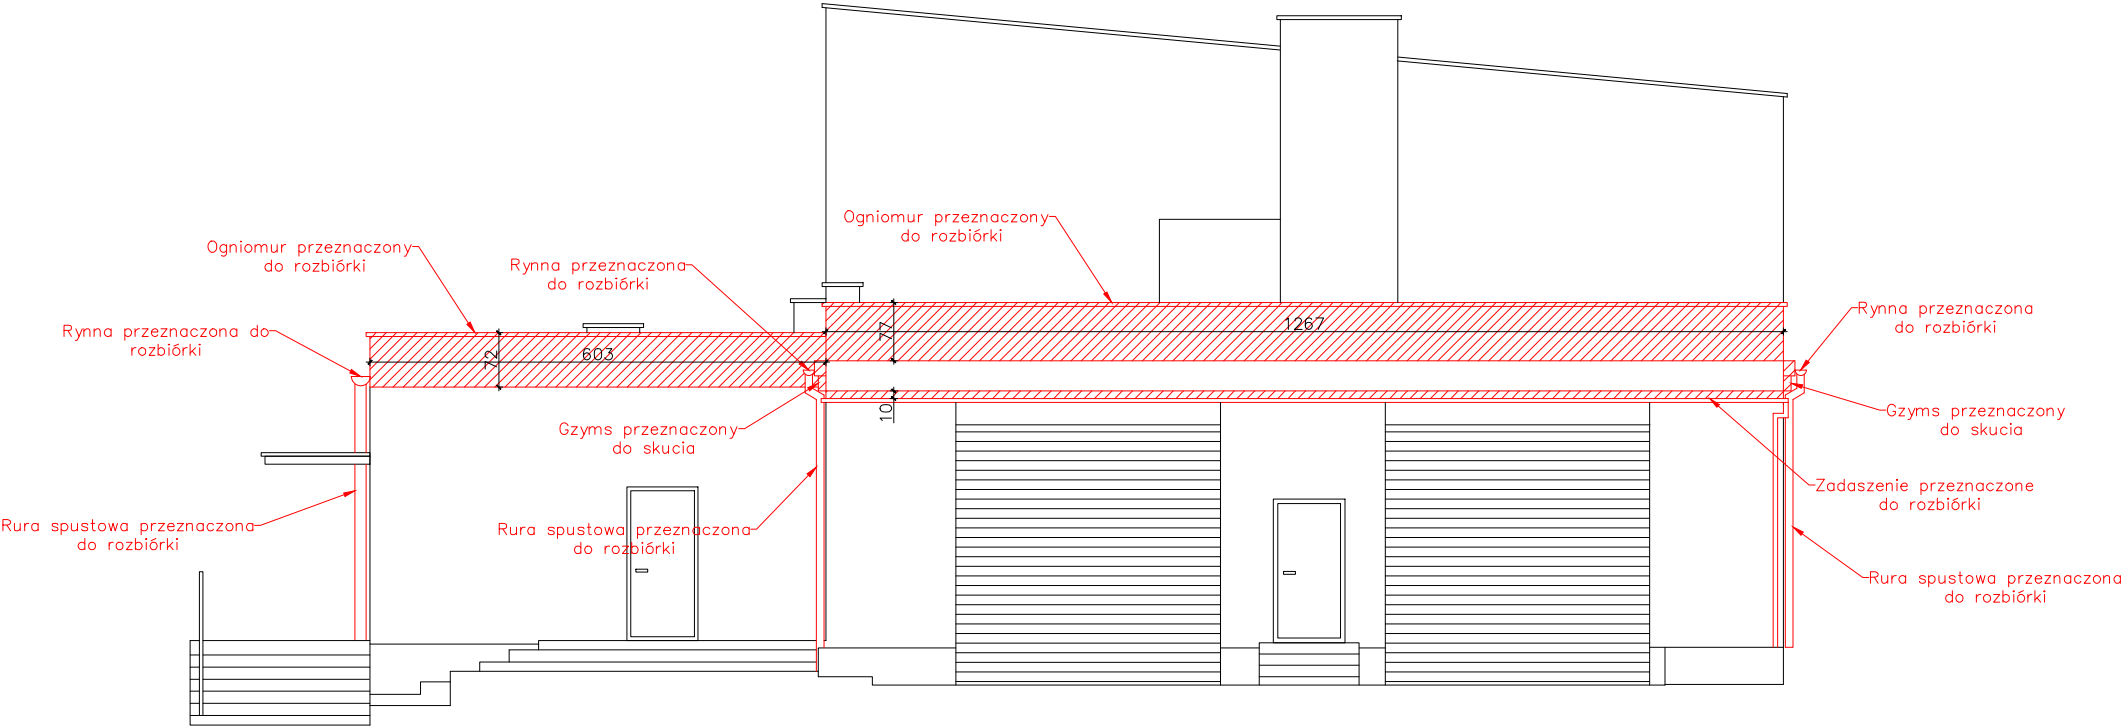 Ogniomur przeznaczony
do rozbiórki
Ogniomur przeznaczony
do rozbiórki
Rynna przeznaczona
do rozbiórki
Rynna przeznaczona do
rozbiórki
Rynna przeznaczona
do rozbiórki
77
1267
72
603
10
Gzyms przeznaczony
do skucia
Gzyms przeznaczony
do skucia
Zadaszenie przeznaczone
do rozbiórki
Rura spustowa przeznaczona
do rozbiórki
Rura spustowa przeznaczona
do rozbiórki
Rura spustowa przeznaczona
do rozbiórki